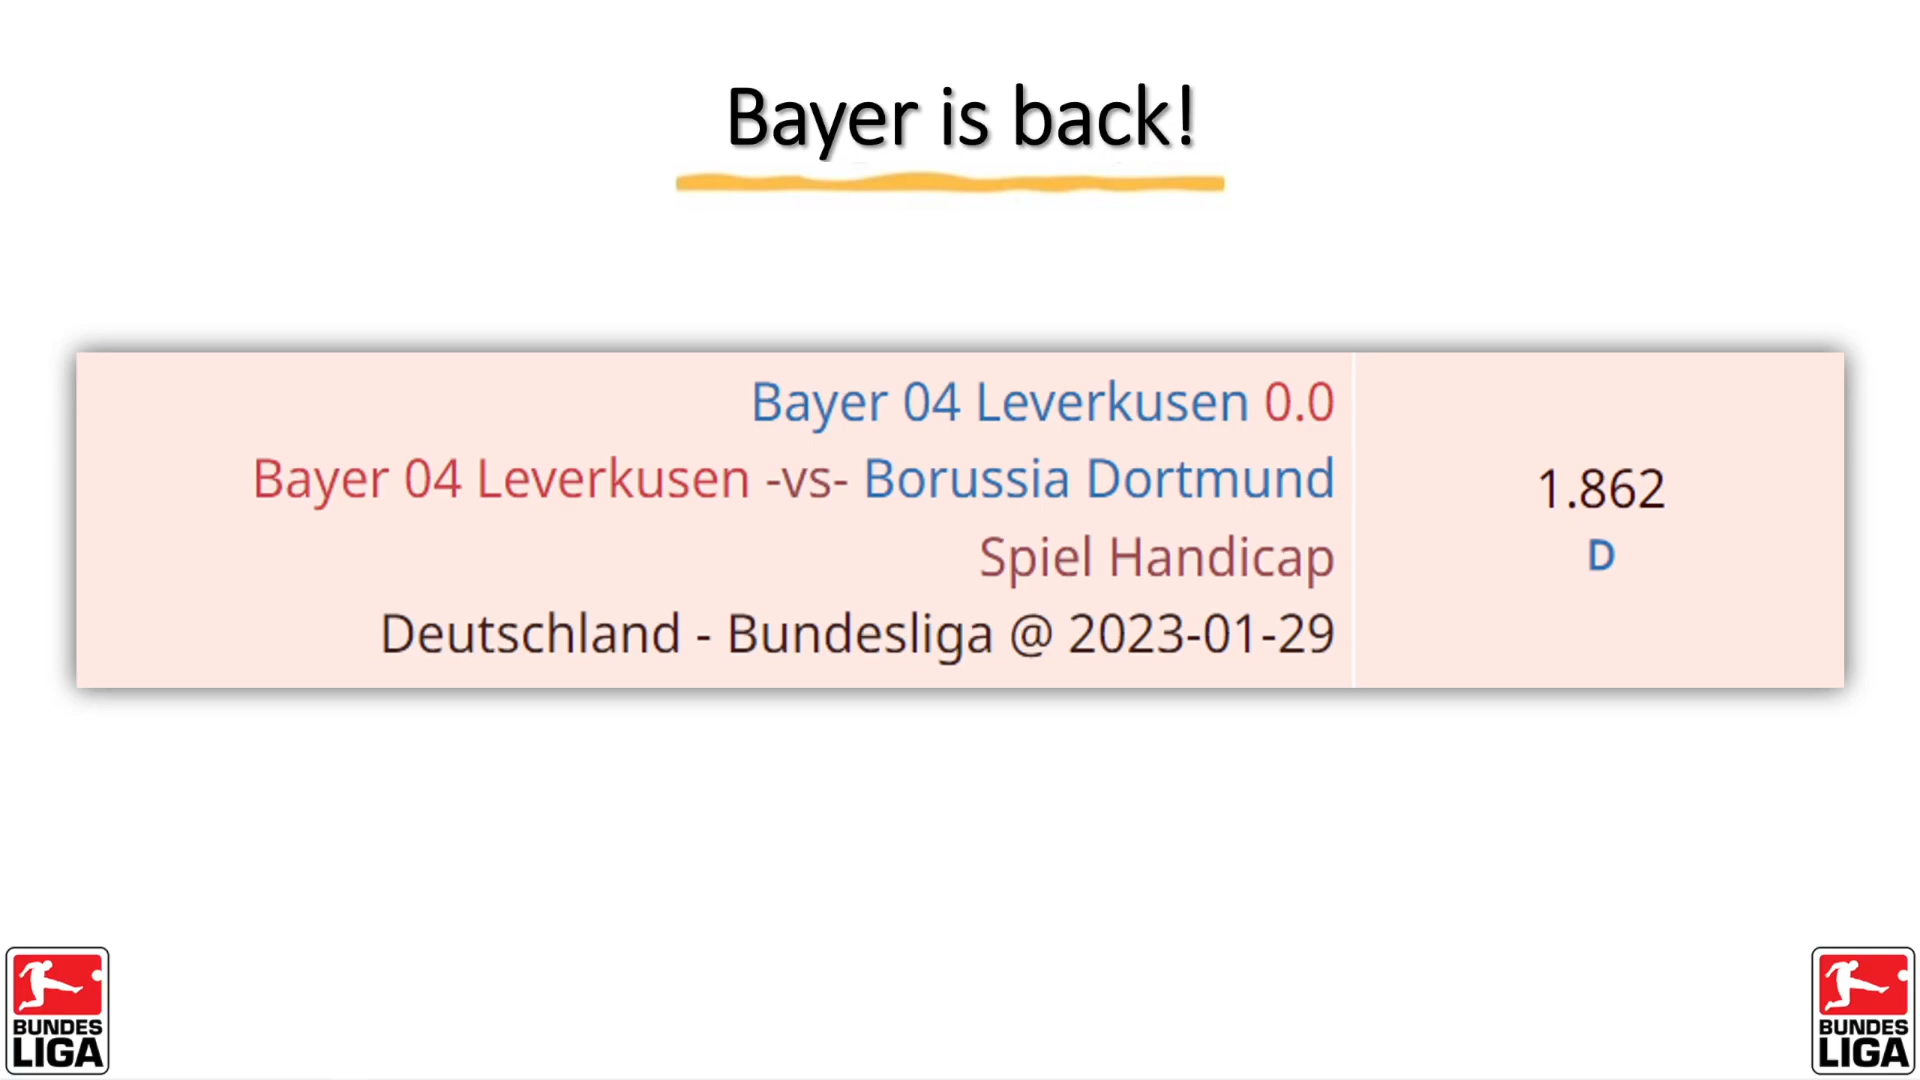 Bayer is back!
Bayer 04 Leverkusen 0.0
Bayer 04 Leverkusen -vs- Borussia Dortmund
Spiel Handicap
Deutschland - Bundesliga @ 2023-01-29
1.862
D
BUNDES
LIGA
BUNDES
LIGA